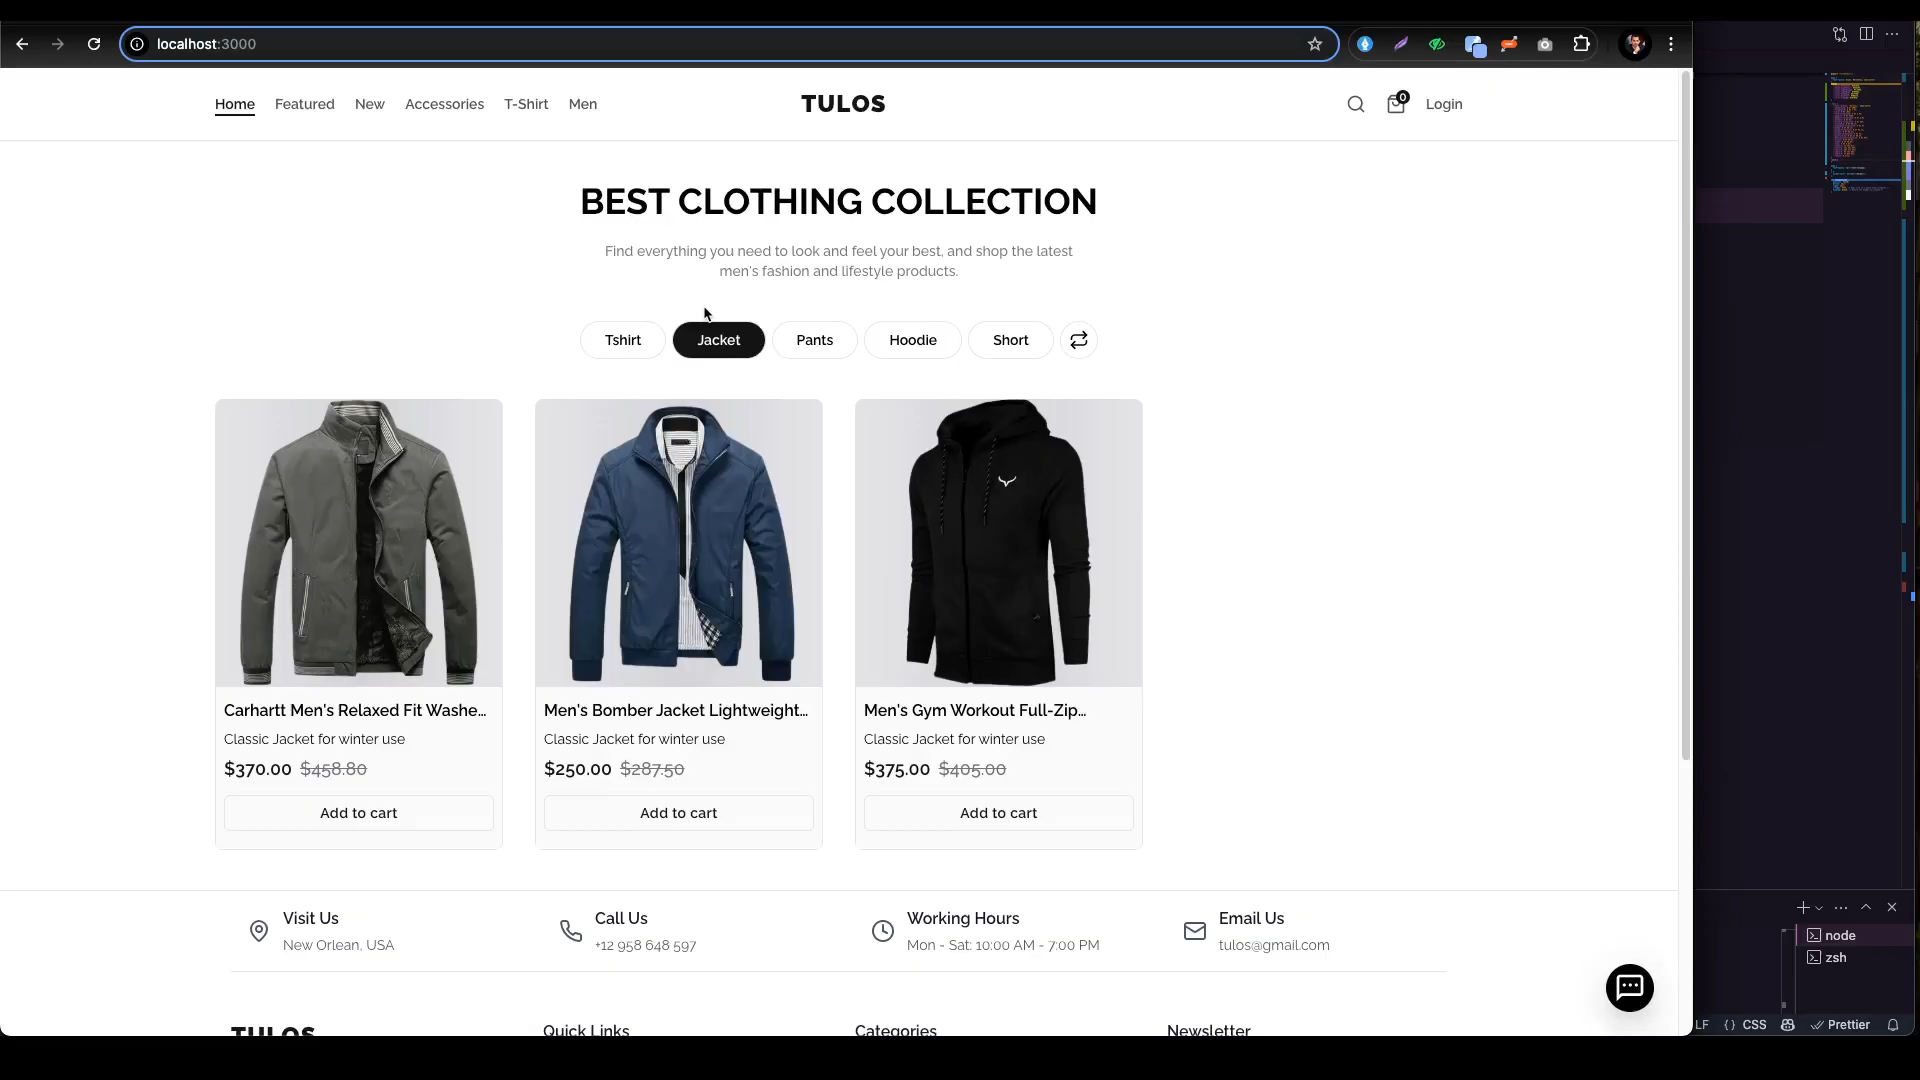 localhost:3000
Home Featured New Accessories T-Shirt Men
TULOS
0
Login
BEST CLOTHING COLLECTION
Find everything you need to look and feel your best, and shop the latest
men's fashion and lifestyle products.
Tshirt Jacket Pants Hoodie Short
Carhartt Men's Relaxed Fit Washe...
Classic Jacket for winter use
$370.00 $458.80
Add to cart
Men's Bomber Jacket Lightweight...
Classic Jacket for winter use
$250.00 $287.50
Add to cart
Men's Gym Workout Full-Zip...
Classic Jacket for winter use
$375.00 $405.00
Add to cart
Visit Us
New Orlean, USA
Call Us
+12 958 648 597
Working Hours
Mon - Sat: 10:00 AM - 7:00 PM
Email Us
tulos@gmail.com
TULOS
Quick Links
Categories
Newsletter
node
zsh
LF {} CSS Prettier